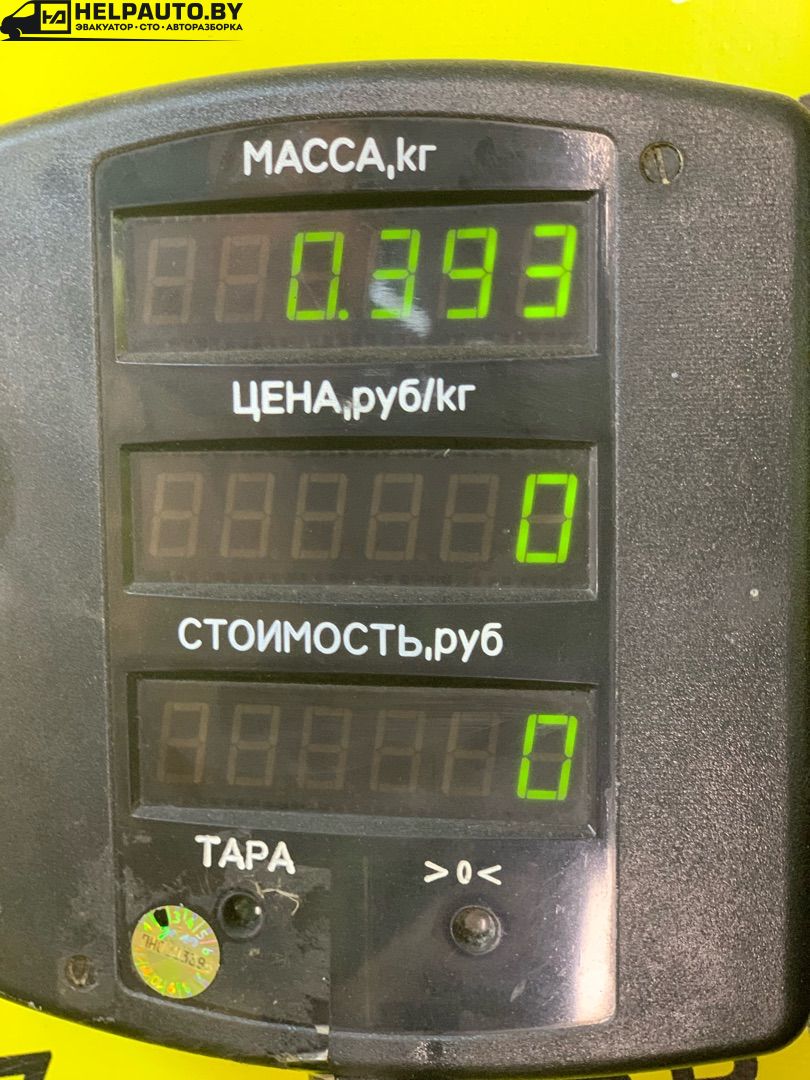 HELPAUTO.BY
ЭВАКУАТОР · СТО · АВТОРАЗБОРКА
МАССА,кг
0.393
ЦЕНА,руб/кг
0
СТОИМОСТЬ,руб
0
ТАРА
>0<